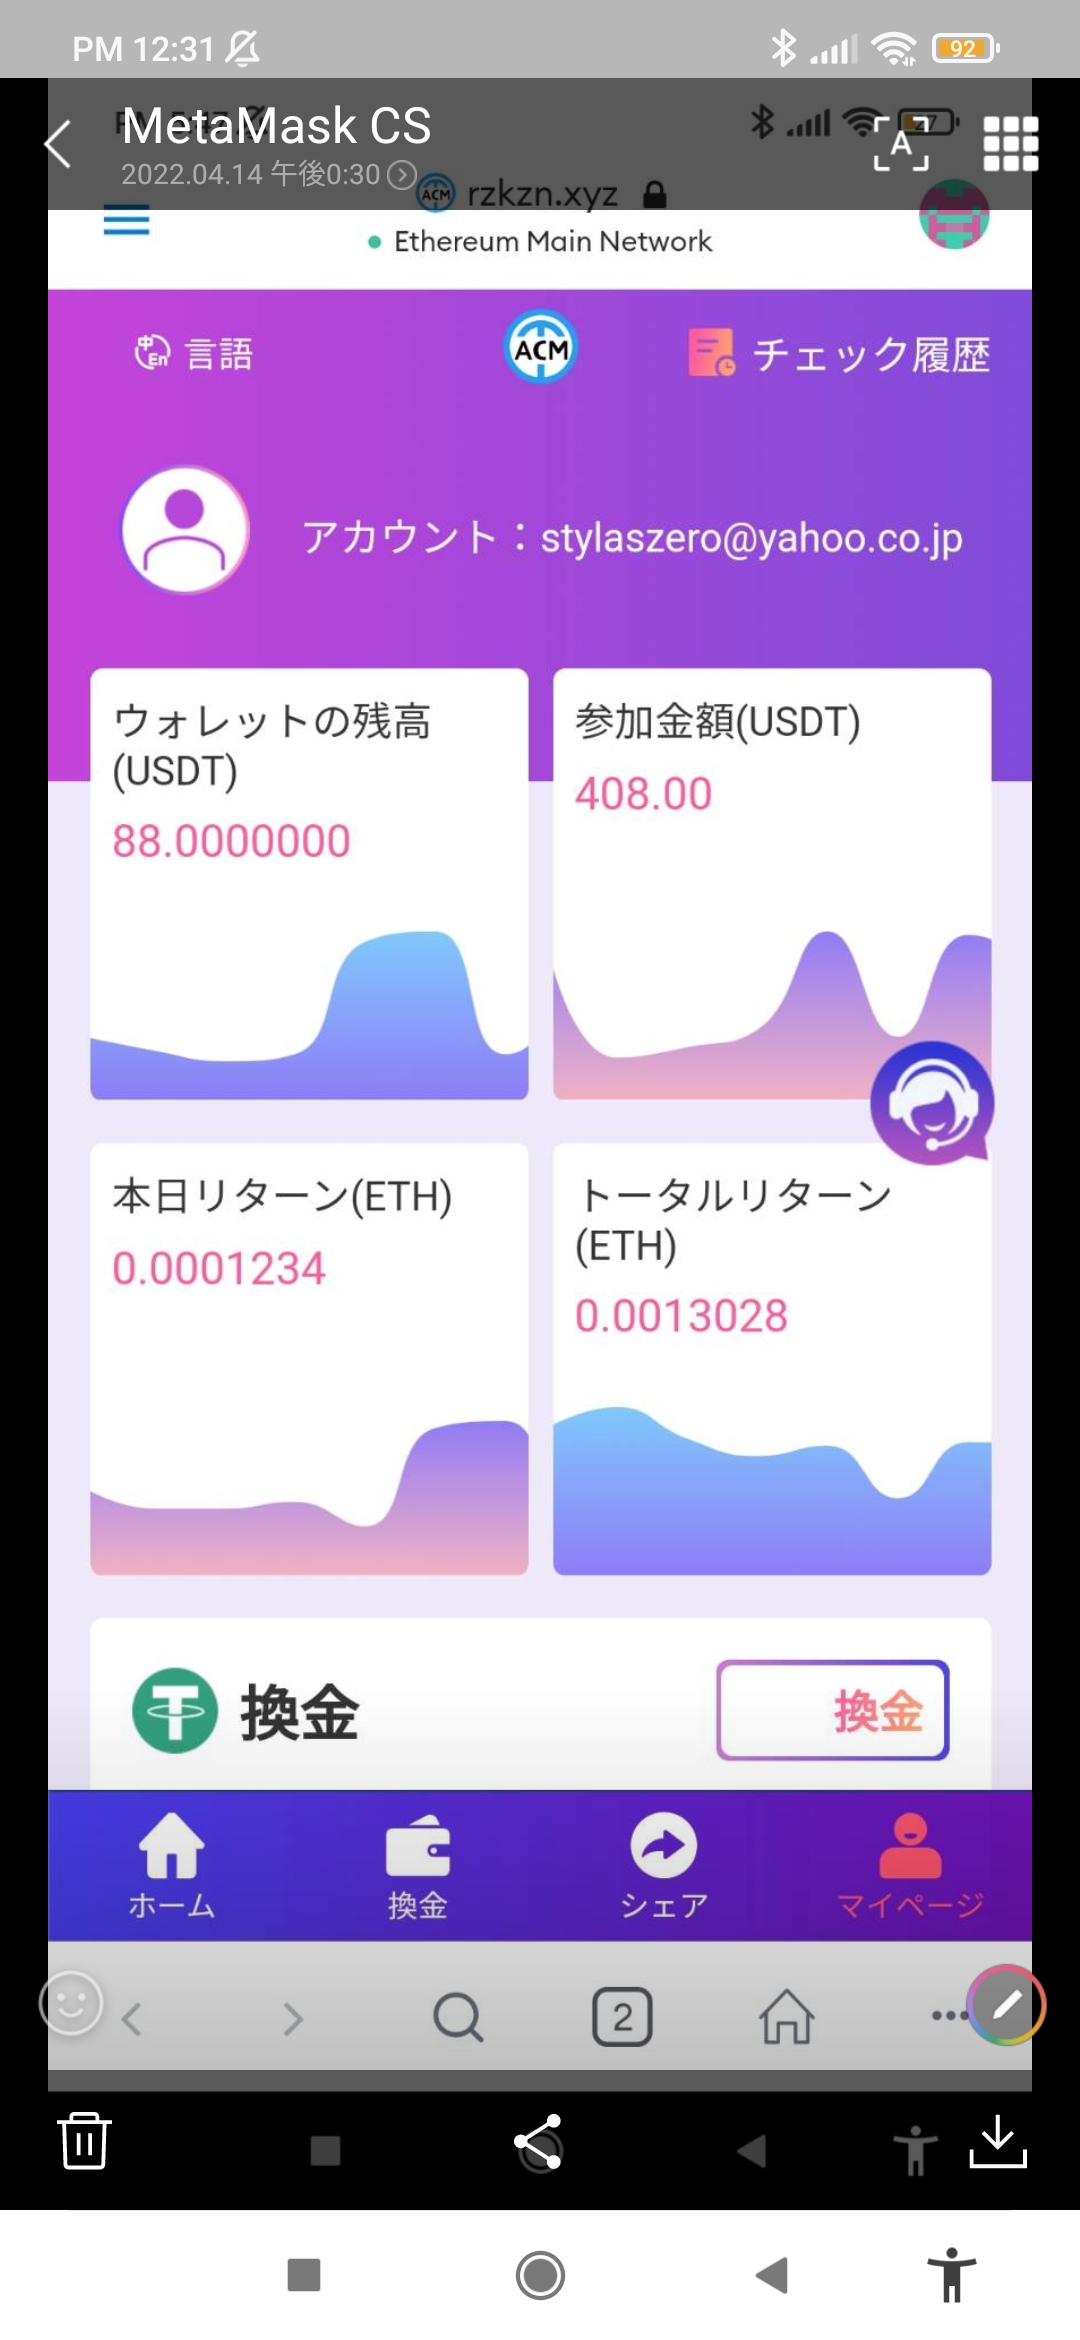 PM 12:31
92
MetaMask CS
2022.04.14 午後0:30
A
ACM rzkzn.xyz
Ethereum Main Network
中 En 言語
ACM
チェック履歴
アカウント：stylaszero@yahoo.co.jp
ウォレットの残高
(USDT)
88.0000000
参加金額(USDT)
408.00
本日リターン(ETH)
0.0001234
トータルリターン
(ETH)
0.0013028
換金
換金
ホーム
換金
シェア
マイページ
2